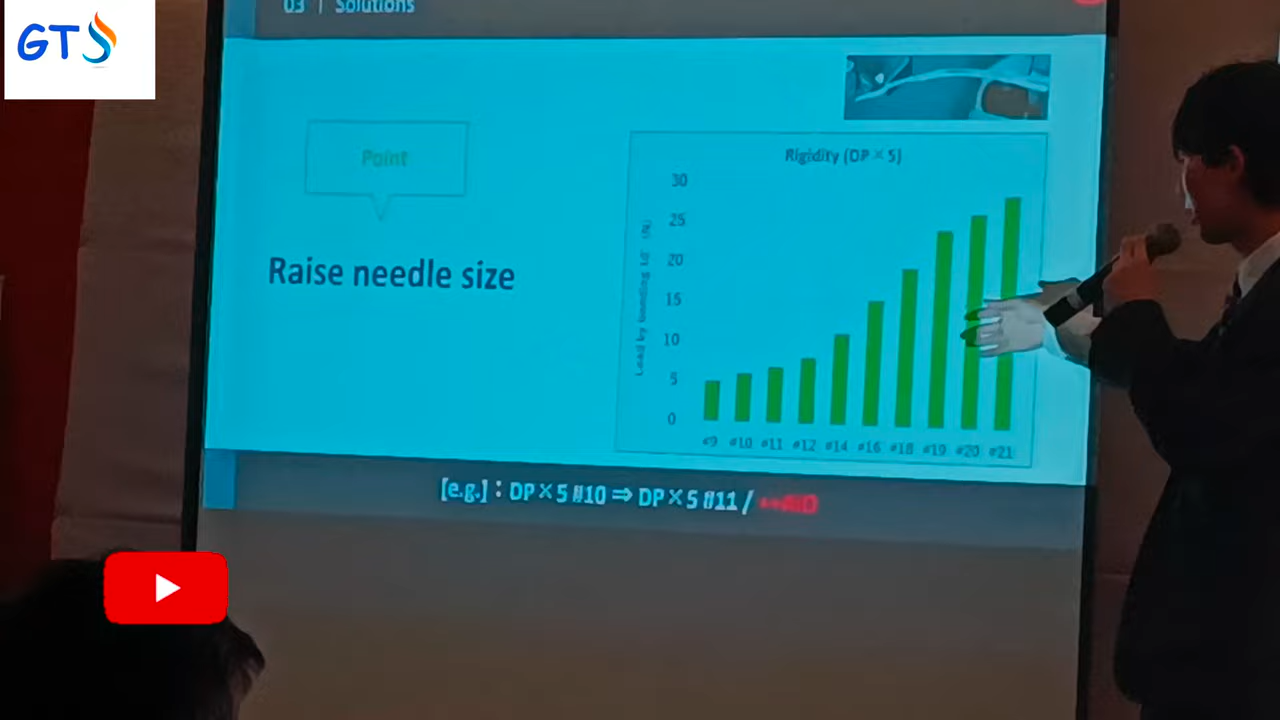 GTS
03 | Solutions
Point
Raise needle size
Rigidity (DP × 5)
30
25
20
15
10
5
0
#9 #10 #11 #12 #14 #16 #18 #19 #20 #21
[e.g.] : DP×5 #10 ⇒ DP×5 #11 /